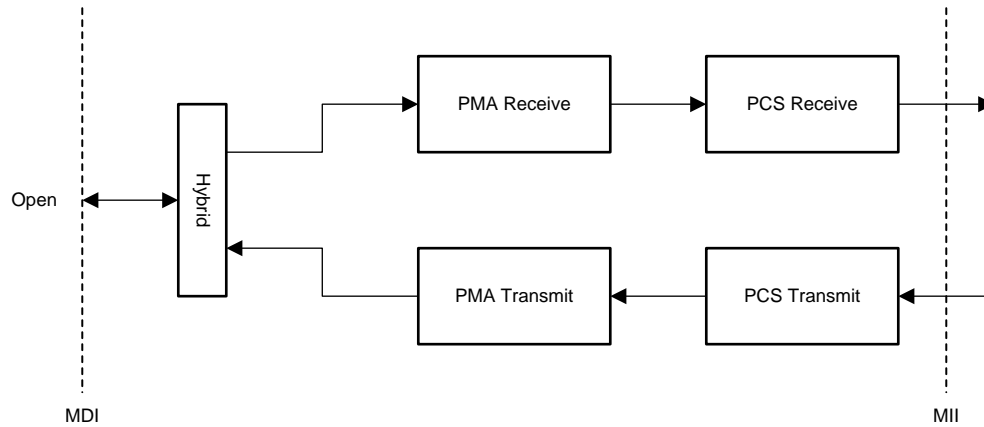 PMA Receive
PCS Receive
Open
Hybrid
PMA Transmit
PCS Transmit
MDI
MII